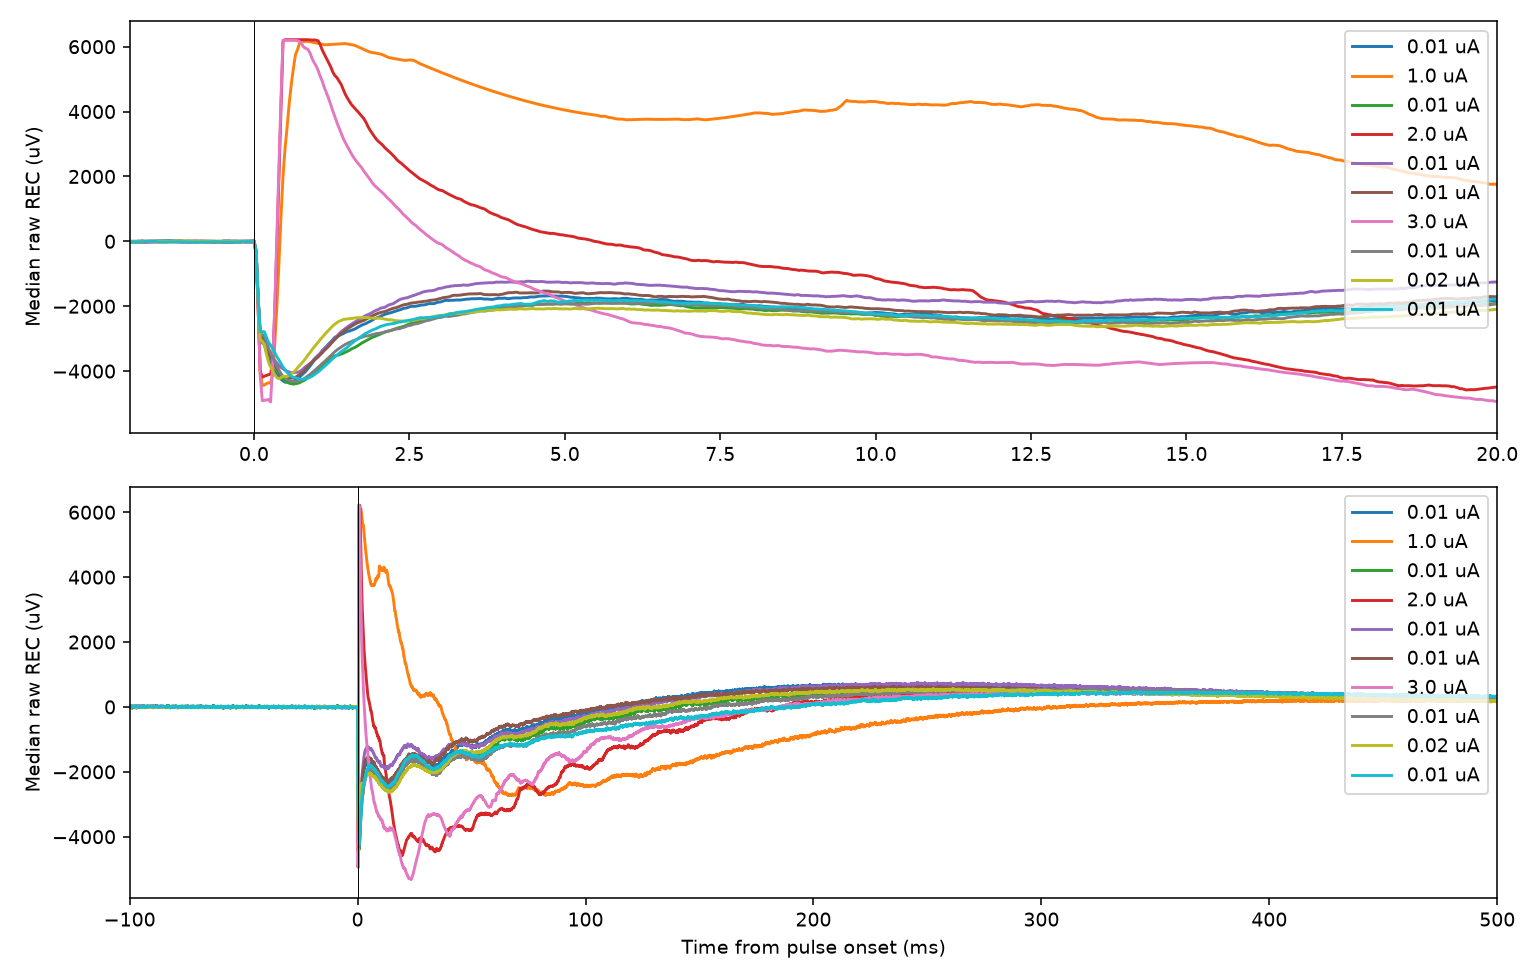 Median raw REC (uV)
6000
4000
2000
0
−2000
−4000
0.0
2.5
5.0
7.5
10.0
12.5
15.0
17.5
20.0
0.01 uA
1.0 uA
0.01 uA
2.0 uA
0.01 uA
0.01 uA
3.0 uA
0.01 uA
0.02 uA
0.01 uA
Median raw REC (uV)
6000
4000
2000
0
−2000
−4000
−100
0
100
200
300
400
500
0.01 uA
1.0 uA
0.01 uA
2.0 uA
0.01 uA
0.01 uA
3.0 uA
0.01 uA
0.02 uA
0.01 uA
Time from pulse onset (ms)